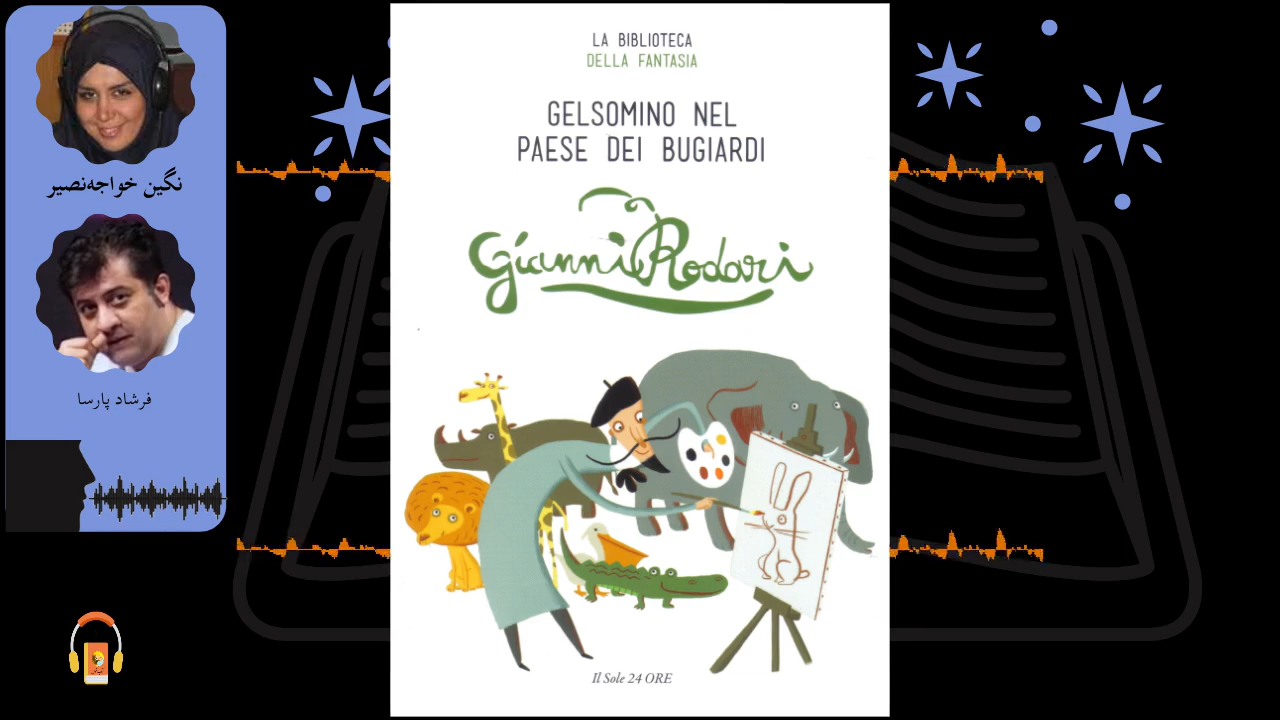 نگین خواجه‌نصیر
فرشاد پارسا
LA BIBLIOTECA
DELLA FANTASIA
GELSOMINO NEL
PAESE DEI BUGIARDI
Gianni Rodari
Il Sole 24 ORE